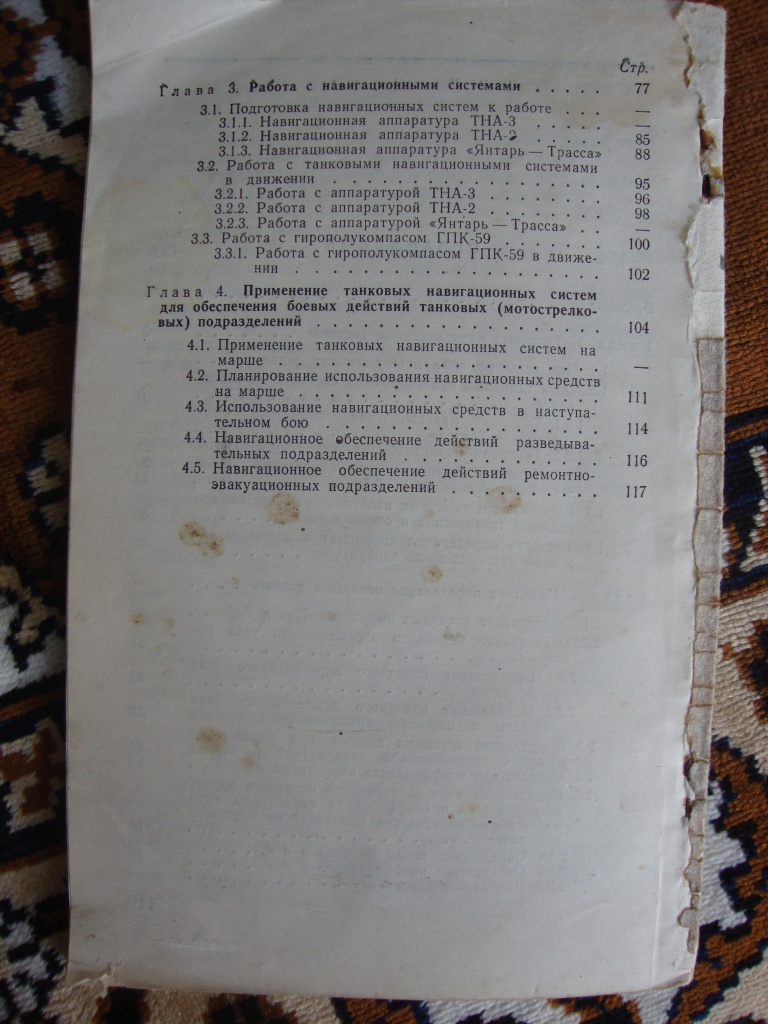 Стр.
Глава 3. Работа с навигационными системами . . . . . 77
3.1. Подготовка навигационных систем к работе . . . —
3.1.1. Навигационная аппаратура ТНА-3 . . . . —
3.1.2. Навигационная аппаратура ТНА-2 . . . . 85
3.1.3. Навигационная аппаратура «Янтарь — Трасса» 88
3.2. Работа с танковыми навигационными системами
в движении . . . . . . . . . . . . . . . . . 95
3.2.1. Работа с аппаратурой ТНА-3 . . . . . . . 96
3.2.2. Работа с аппаратурой ТНА-2 . . . . . . . 98
3.2.3. Работа с аппаратурой «Янтарь — Трасса» . . —
3.3. Работа с гирополукомпасом ГПК-59 . . . . . . 100
3.3.1. Работа с гирополукомпасом ГПК-59 в движе-
нии . . . . . . . . . . . . . . . . . . . 102
Глава 4. Применение танковых навигационных систем
для обеспечения боевых действий танковых (мотострелко-
вых) подразделений . . . . . . . . . . . . . . . . . . 104
4.1. Применение танковых навигационных систем на
марше . . . . . . . . . . . . . . . . . . . . —
4.2. Планирование использования навигационных средств
на марше . . . . . . . . . . . . . . . . . . . 111
4.3. Использование навигационных средств в наступа-
тельном бою . . . . . . . . . . . . . . . . . 114
4.4. Навигационное обеспечение действий разведыва-
тельных подразделений . . . . . . . . . . . . 116
4.5. Навигационное обеспечение действий ремонтно-
эвакуационных подразделений . . . . . . . . . . 117